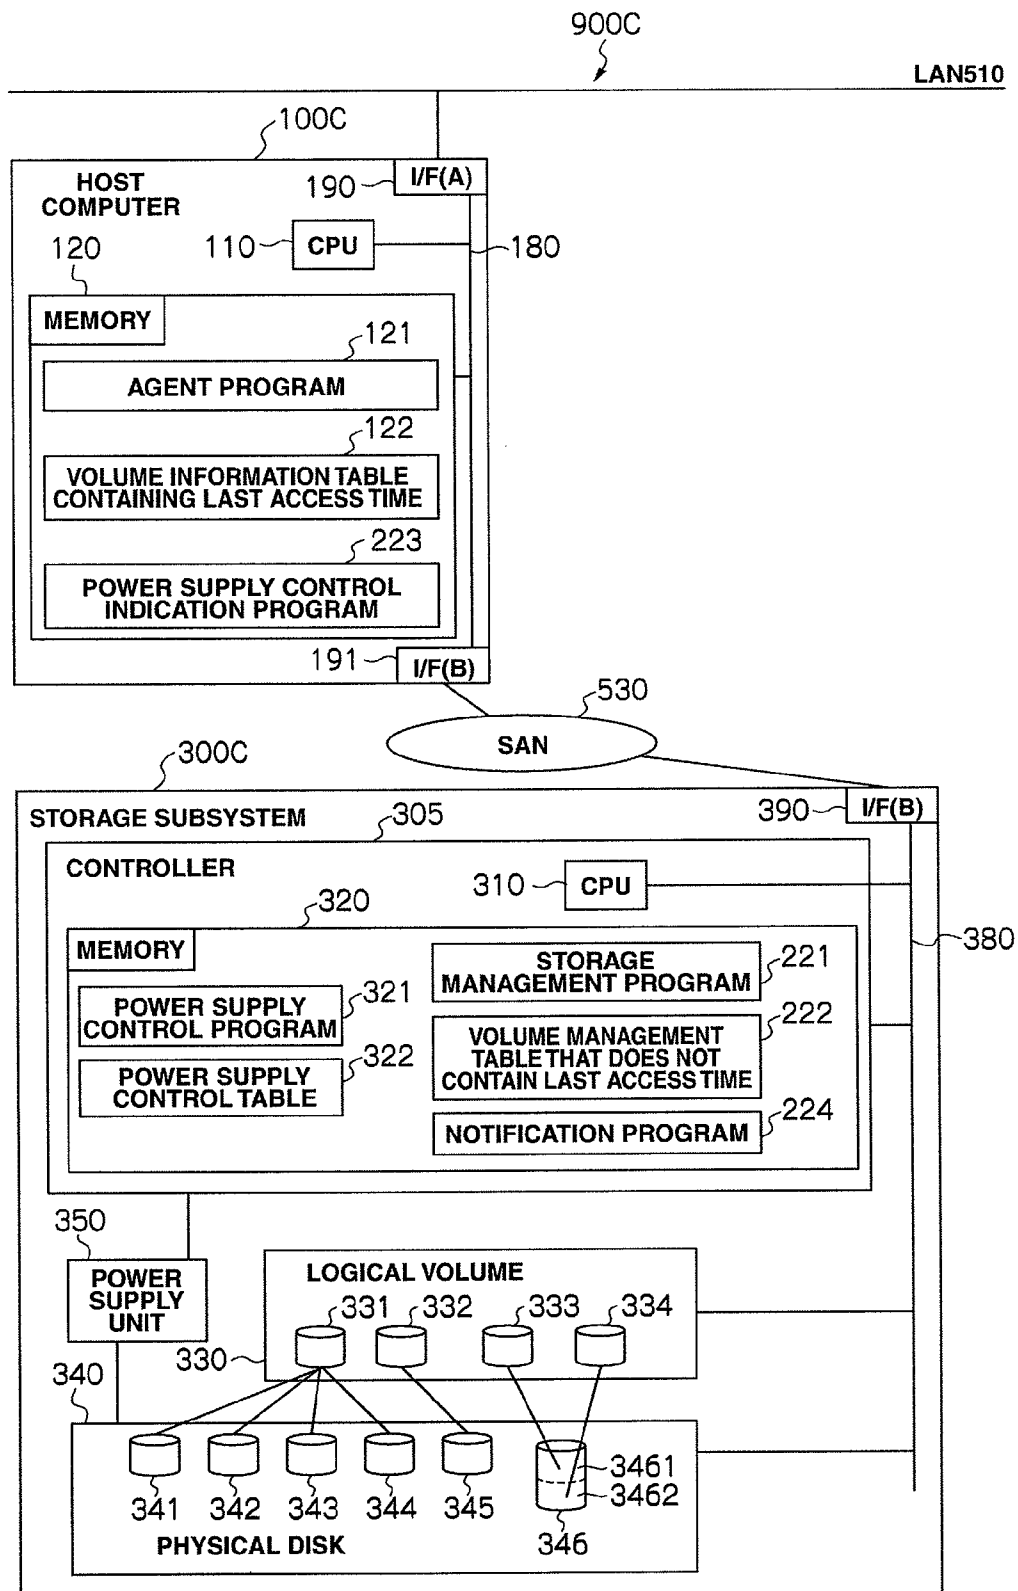 900C
LAN510
100C
HOST
COMPUTER
190
I/F(A)
110
CPU
180
120
MEMORY
121
AGENT PROGRAM
122
VOLUME INFORMATION TABLE
CONTAINING LAST ACCESS TIME
223
POWER SUPPLY CONTROL
INDICATION PROGRAM
191
I/F(B)
530
SAN
300C
STORAGE SUBSYSTEM
390
I/F(B)
305
CONTROLLER
310
CPU
380
320
MEMORY
POWER SUPPLY
CONTROL PROGRAM
321
POWER SUPPLY
CONTROL TABLE
322
STORAGE
MANAGEMENT PROGRAM
221
VOLUME MANAGEMENT
TABLE THAT DOES NOT
CONTAIN LAST ACCESS TIME
222
NOTIFICATION PROGRAM
224
350
POWER
SUPPLY
UNIT
LOGICAL VOLUME
331
332
333
334
330
340
341
342
343
344
345
3461
3462
346
PHYSICAL DISK